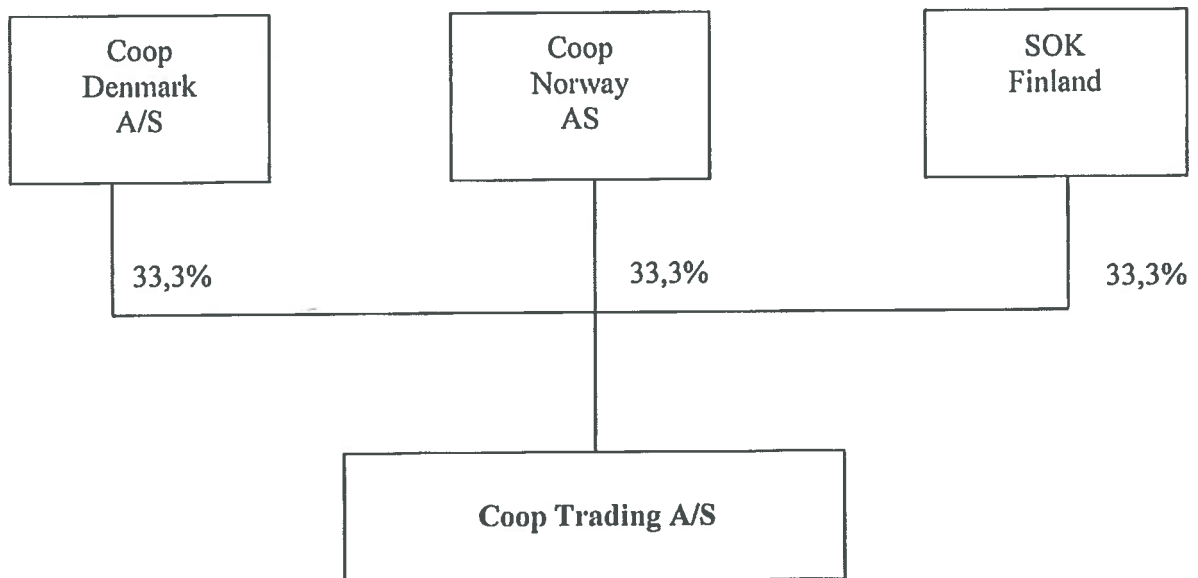 Coop
Denmark
A/S
Coop
Norway
AS
SOK
Finland
33,3%
33,3%
33,3%
Coop Trading A/S